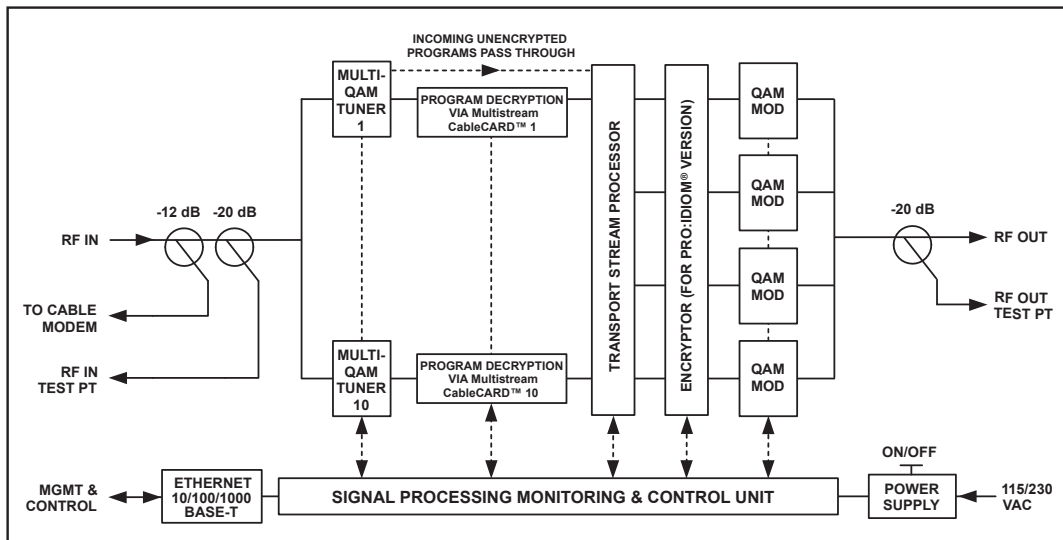 INCOMING UNENCRYPTED
PROGRAMS PASS THROUGH
MULTI-
QAM
TUNER
1
PROGRAM DECRYPTION
VIA Multistream
CableCARD™ 1
TRANSPORT STREAM PROCESSOR
ENCRYPTOR (FOR PRO:IDIOM® VERSION)
QAM
MOD
QAM
MOD
QAM
MOD
QAM
MOD
-12 dB
-20 dB
RF IN
TO CABLE
MODEM
RF IN
TEST PT
-20 dB
RF OUT
RF OUT
TEST PT
MULTI-
QAM
TUNER
10
PROGRAM DECRYPTION
VIA Multistream
CableCARD™ 10
MGMT &
CONTROL
ETHERNET
10/100/1000
BASE-T
SIGNAL PROCESSING MONITORING & CONTROL UNIT
ON/OFF
POWER
SUPPLY
115/230
VAC